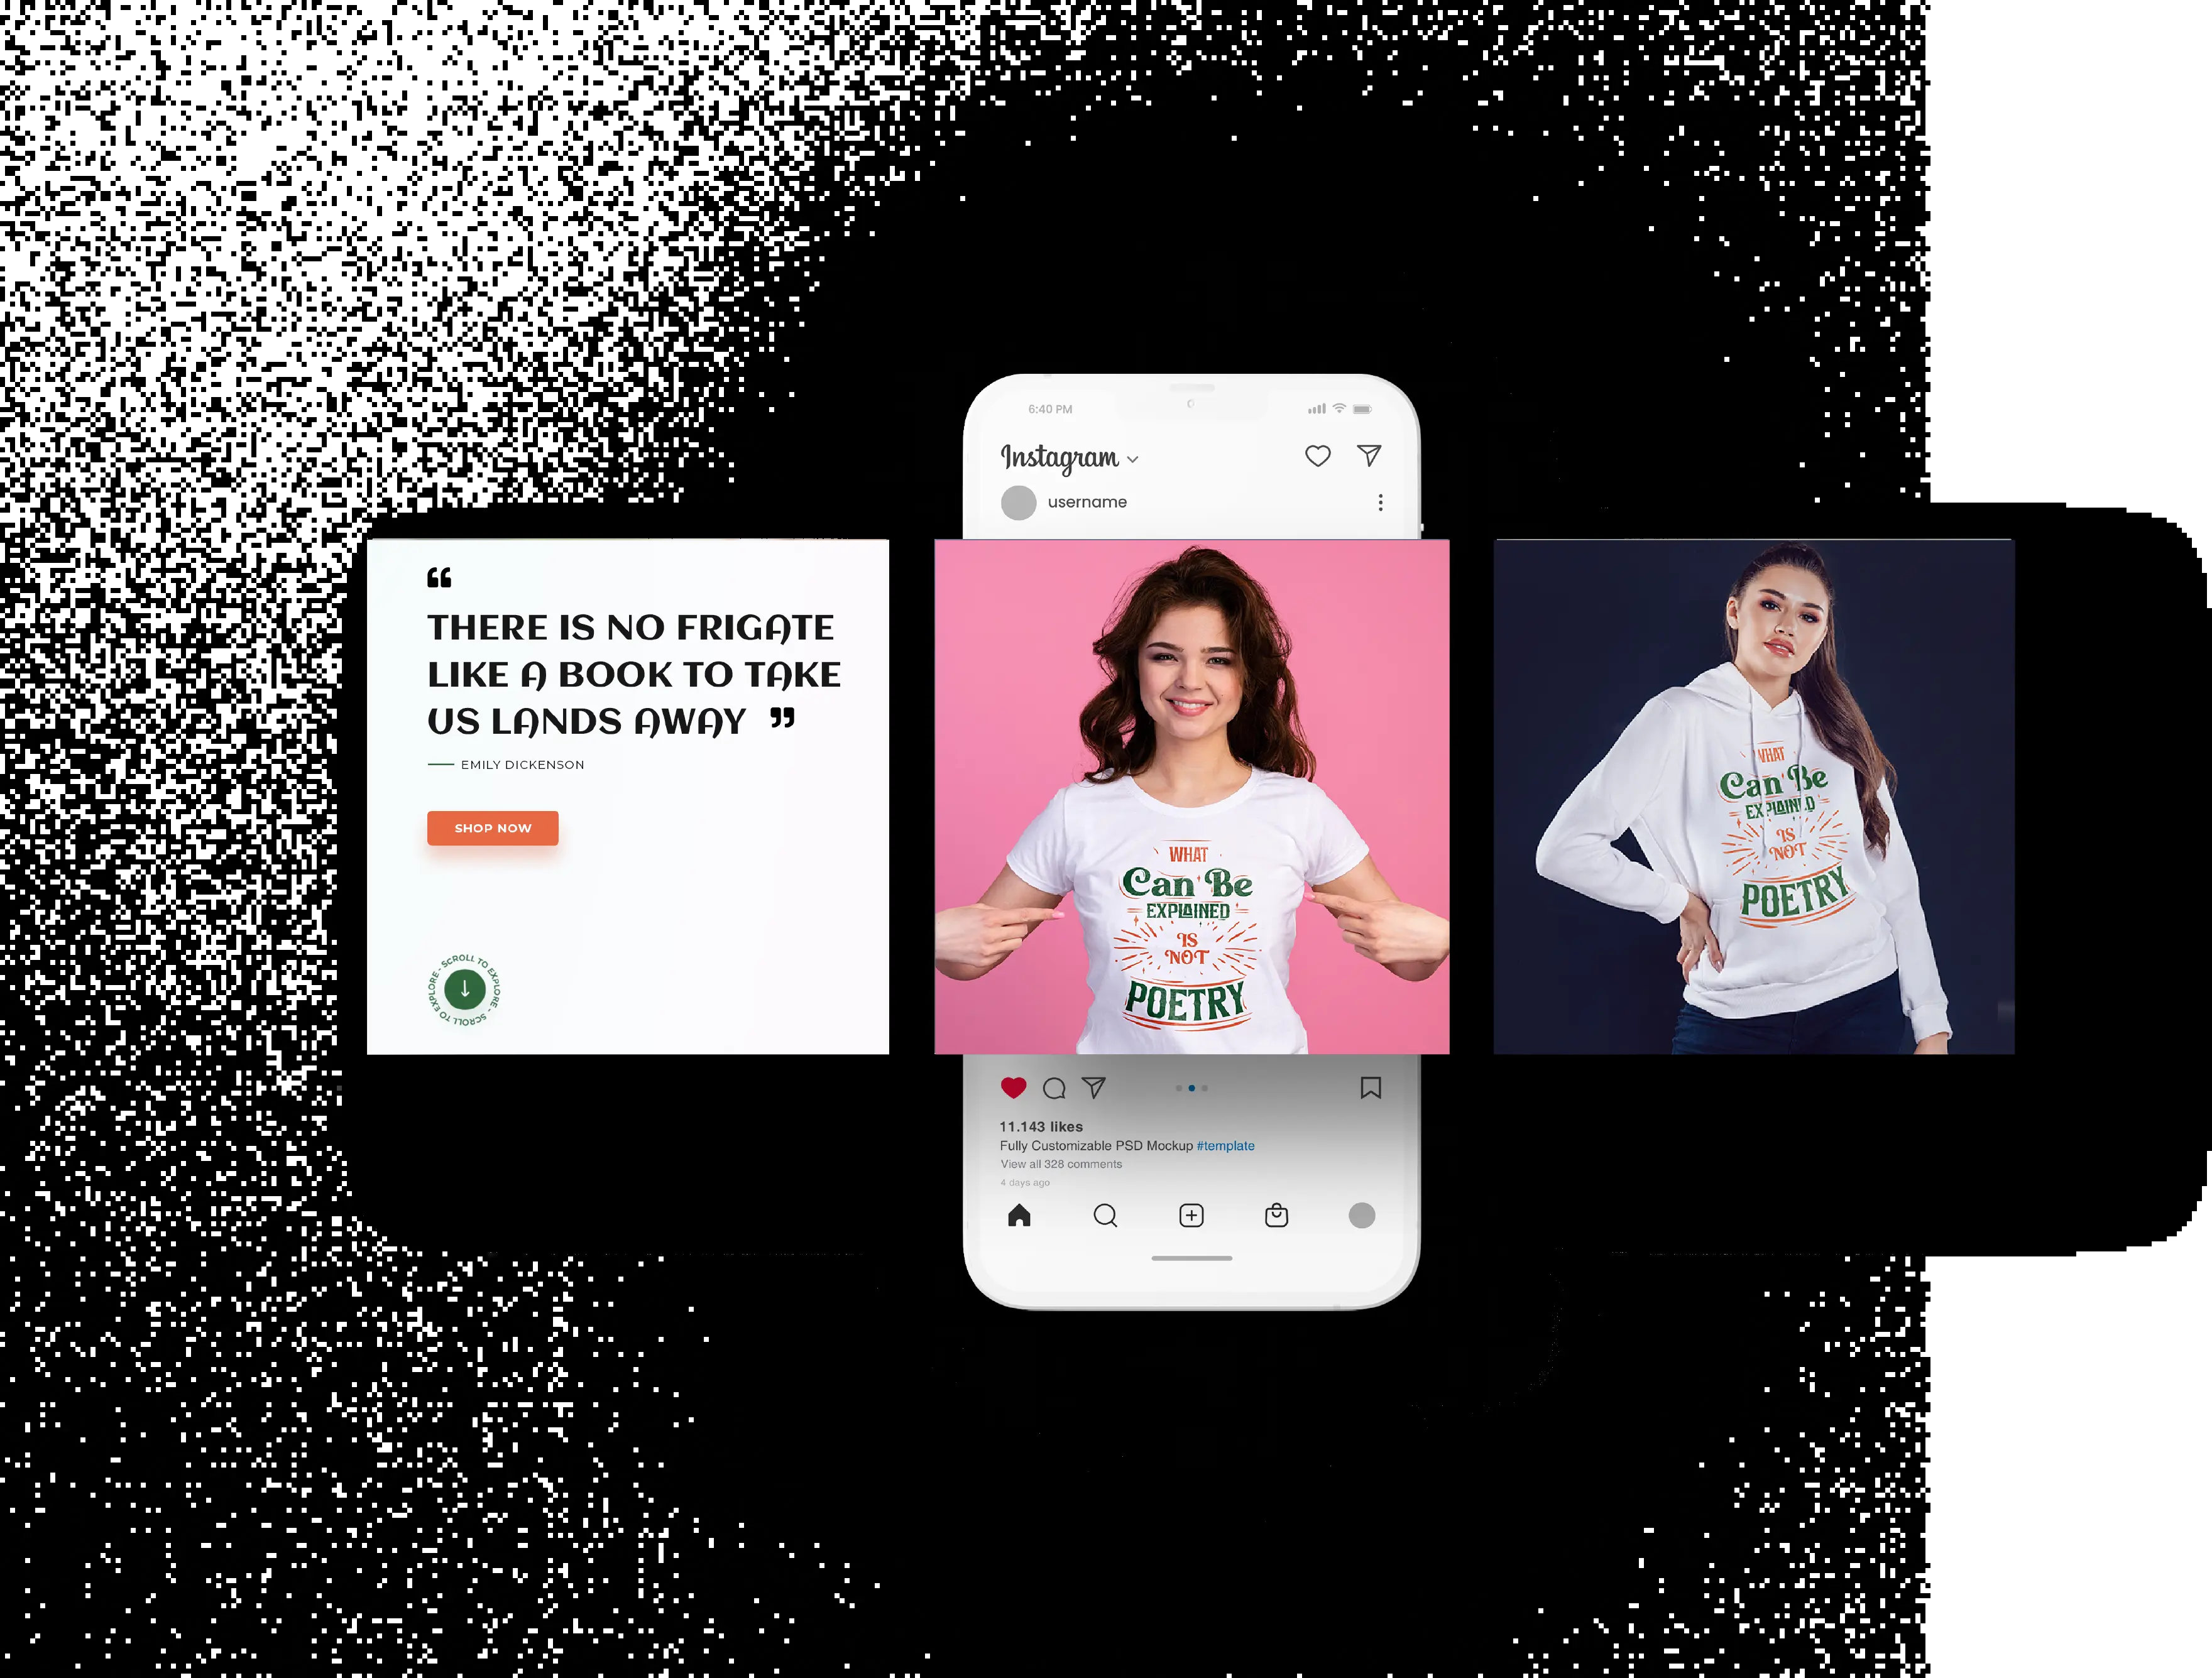 6:40 PM
Instagram
username
“
THERE IS NO FRIGATE
LIKE A BOOK TO TAKE
US LANDS AWAY ”
— EMILY DICKENSON
SHOP NOW
SCROLL TO EXPLORE - SCROLL TO EXPLORE -
WHAT
Can Be
EXPLAINED
IS
NOT
POETRY
WHAT
Can Be
EXPLAINED
IS
NOT
POETRY
11.143 likes
Fully Customizable PSD Mockup #template
View all 328 comments
4 days ago